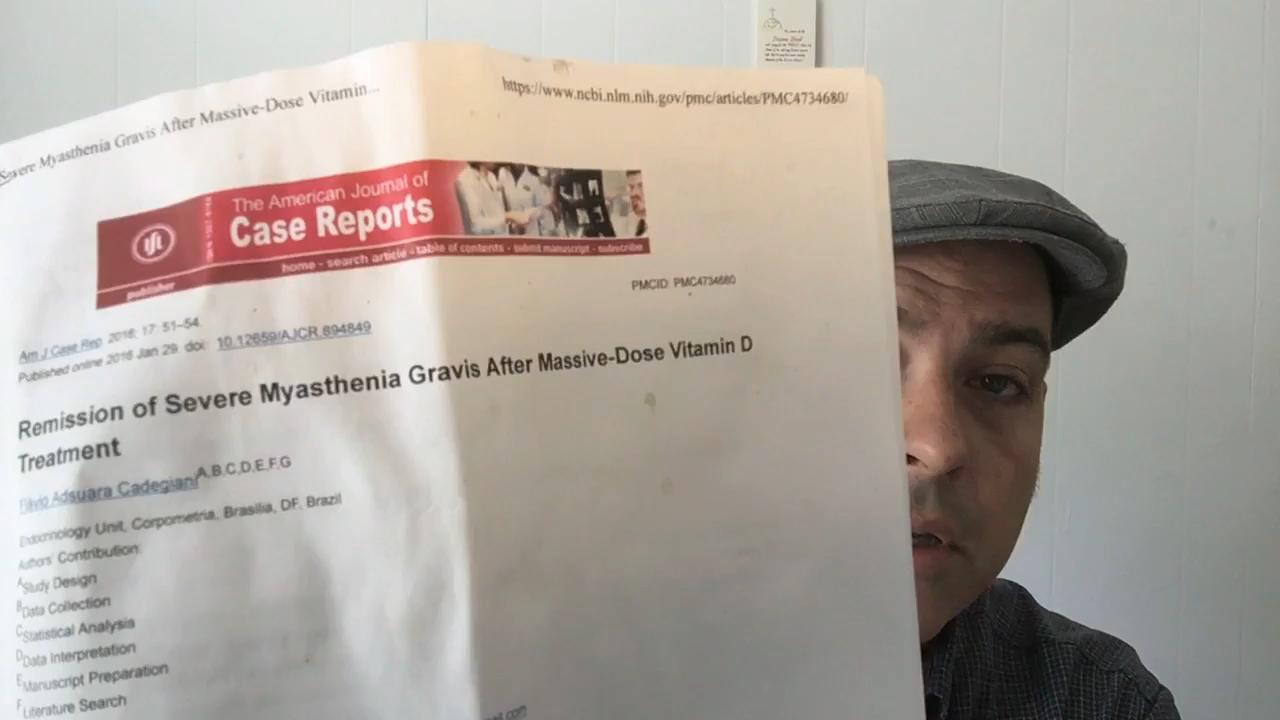 Severe Myasthenia Gravis After Massive-Dose Vitamin...
https://www.ncbi.nlm.nih.gov/pmc/articles/PMC4734680/
The American Journal of
Case Reports
home - search article - table of contents - submit manuscript - subscribe
publisher
PMCID: PMC4734680
Am J Case Rep. 2016; 17: 51–54.
Published online 2016 Jan 29. doi: 10.12659/AJCR.894849
Remission of Severe Myasthenia Gravis After Massive-Dose Vitamin D
Treatment
Flávio Adsuara Cadegiani A,B,C,D,E,F,G
Endocrinology Unit, Corpometria, Brasilia, DF, Brazil
Authors' Contribution:
A Study Design
B Data Collection
C Statistical Analysis
D Data Interpretation
E Manuscript Preparation
F Literature Search